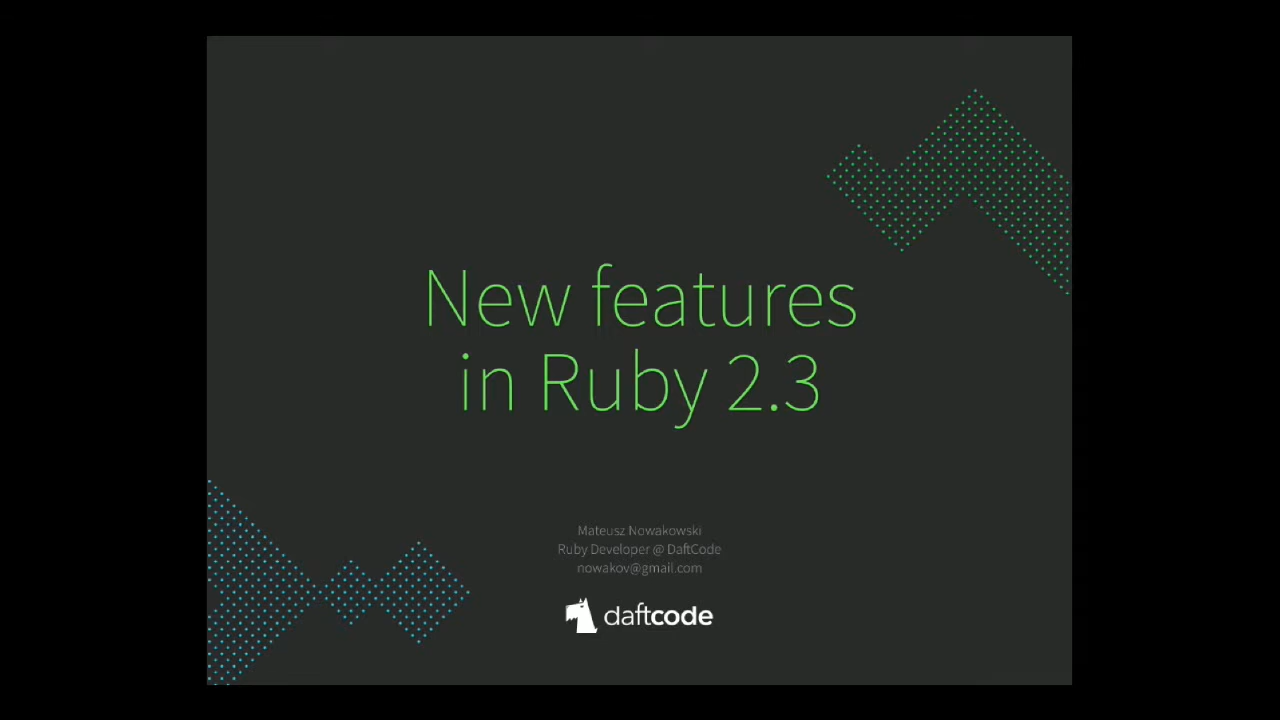 New features
in Ruby 2.3
Mateusz Nowakowski
Ruby Developer @ DaftCode
nowakov@gmail.com
daftcode